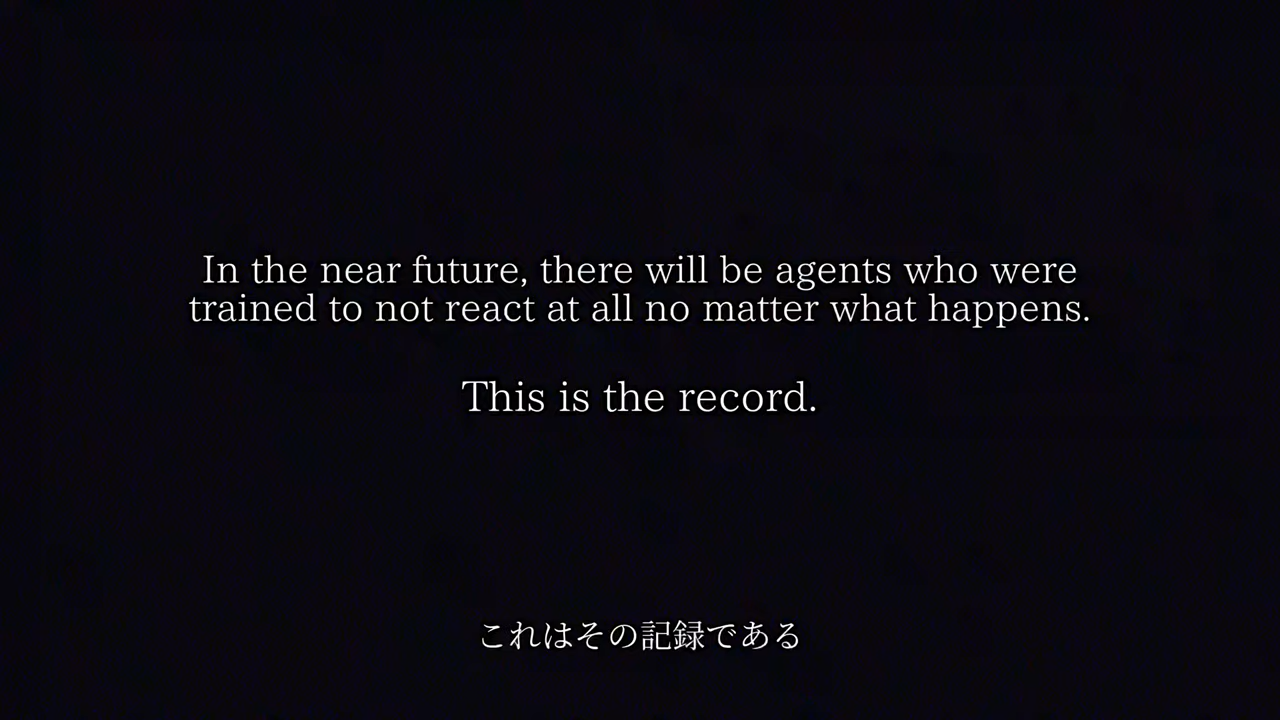 In the near future, there will be agents who were
trained to not react at all no matter what happens.
This is the record.
これはその記録である